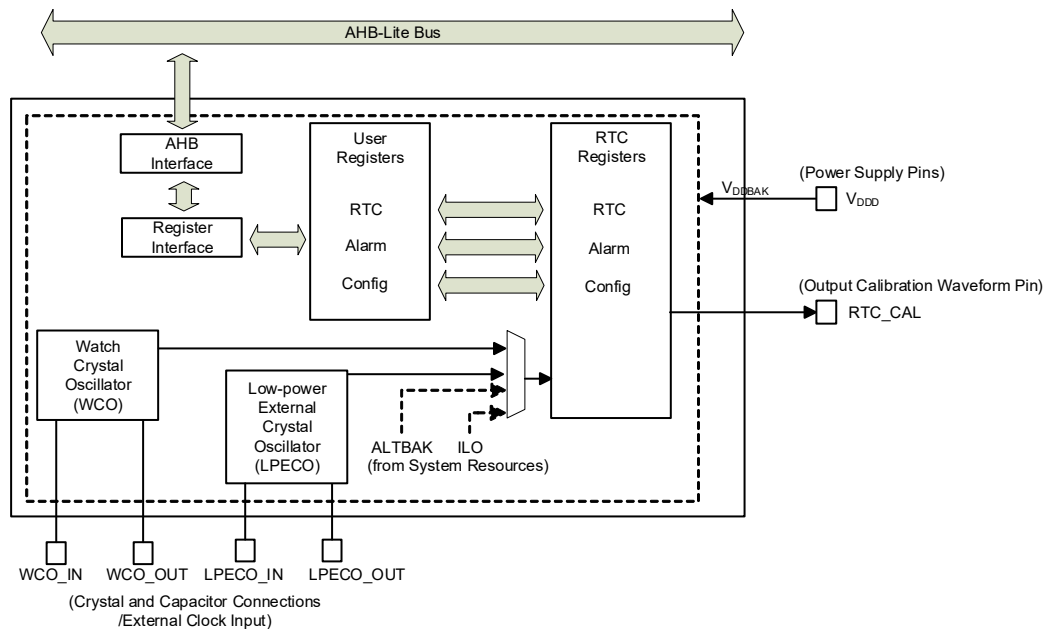 AHB-Lite Bus
AHB
Interface
User
Registers
RTC
Registers
(Power Supply Pins)
VDDBAK
VDDD
RTC
RTC
Register
Interface
Alarm
Alarm
Config
Config
(Output Calibration Waveform Pin)
RTC_CAL
Watch
Crystal
Oscillator
(WCO)
Low-power
External
Crystal
Oscillator
(LPECO)
ALTBAK
ILO
(from System Resources)
WCO_IN
WCO_OUT
LPECO_IN
LPECO_OUT
(Crystal and Capacitor Connections
/External Clock Input)